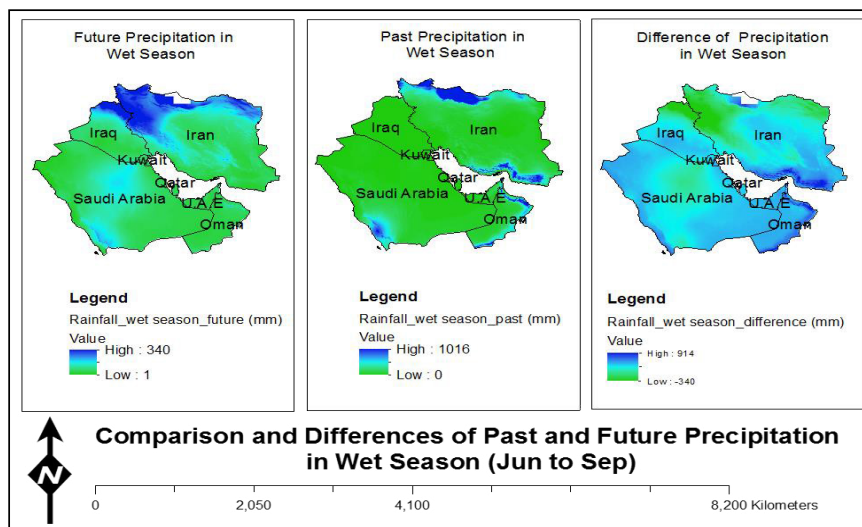 Future Precipitation in
Wet Season
Iraq
Iran
Kuwait
Qatar
Saudi Arabia
U.A.E
Oman
Legend
Rainfall_wet season_future (mm)
Value
High : 340
Low : 1
Past Precipitation in
Wet Season
Iraq
Iran
Kuwait
Qatar
Saudi Arabia
U.A.E
Oman
Legend
Rainfall_wet season_past (mm)
Value
High : 1016
Low : 0
Difference of Precipitation
in Wet Season
Iraq
Iran
Kuwait
Qatar
Saudi Arabia
U.A.E
Oman
Legend
Rainfall_wet season_difference (mm)
Value
High : 914
Low : -340
N
Comparison and Differences of Past and Future Precipitation
in Wet Season (Jun to Sep)
0 2,050 4,100 8,200 Kilometers